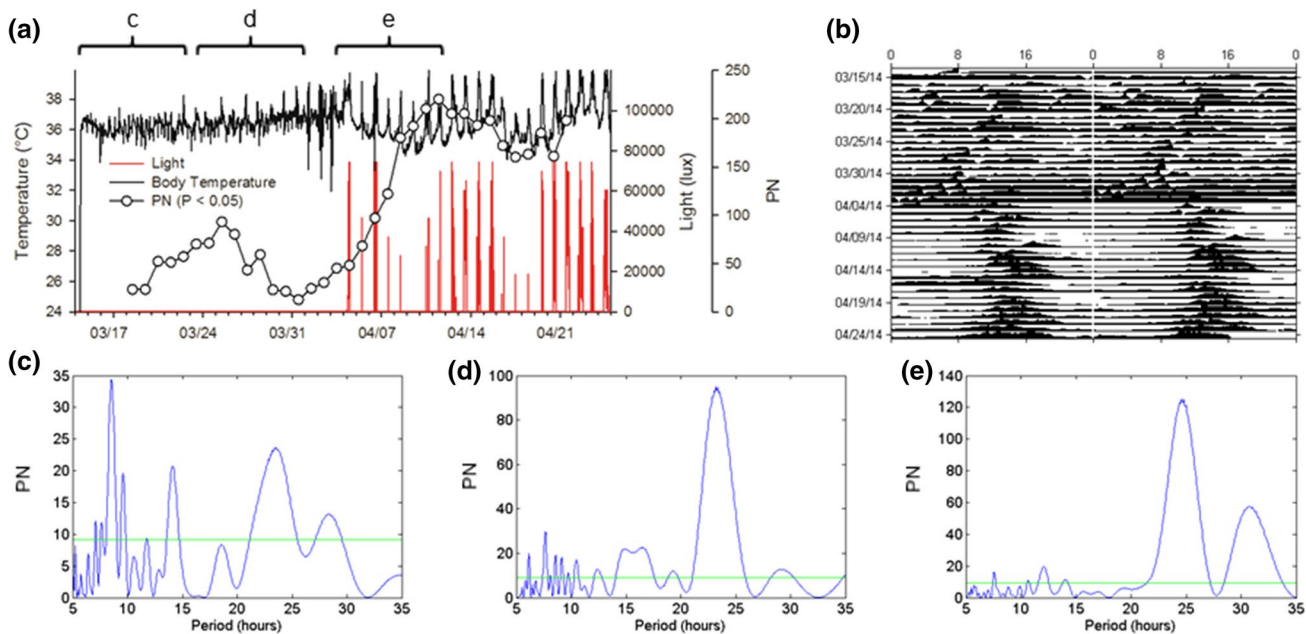 (a)
c d e
Temperature (°C)
38
36
34
32
30
28
26
24
Light
Body Temperature
PN (P < 0.05)
03/17 03/24 03/31 04/07 04/14 04/21
100000
80000
60000
40000
20000
0
Light (lux)
250
200
150
100
50
0
PN
(b)
0 8 16 0 8 16 0
03/15/14
03/20/14
03/25/14
03/30/14
04/04/14
04/09/14
04/14/14
04/19/14
04/24/14
(c)
PN
35
30
25
20
15
10
5
0
5 10 15 20 25 30 35
Period (hours)
(d)
PN
100
80
60
40
20
0
5 10 15 20 25 30 35
Period (hours)
(e)
PN
140
120
100
80
60
40
20
0
5 10 15 20 25 30 35
Period (hours)